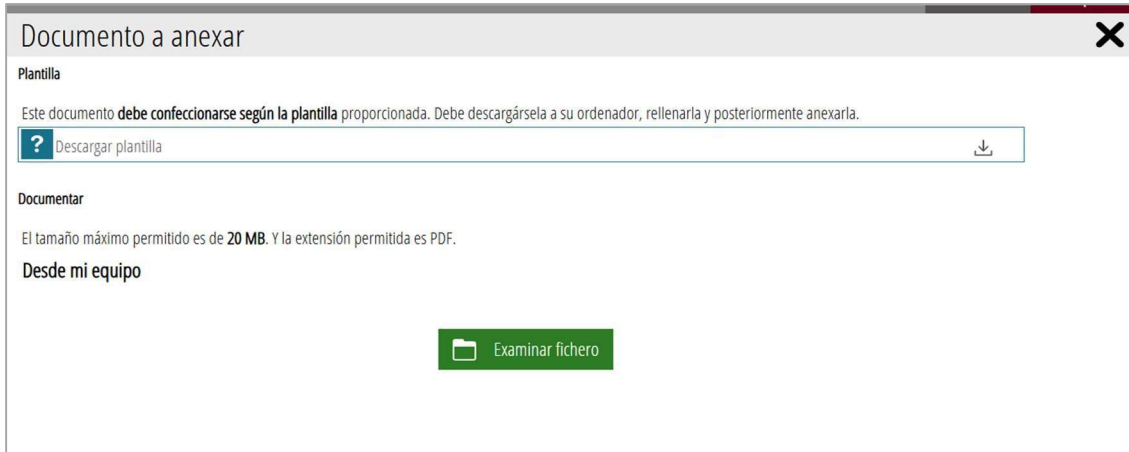 Documento a anexar
Plantilla
Este documento debe confeccionarse según la plantilla proporcionada. Debe descargársela a su ordenador, rellenarla y posteriormente anexarla.
? Descargar plantilla
Documentar
El tamaño máximo permitido es de 20 MB. Y la extensión permitida es PDF.
Desde mi equipo
Examinar fichero